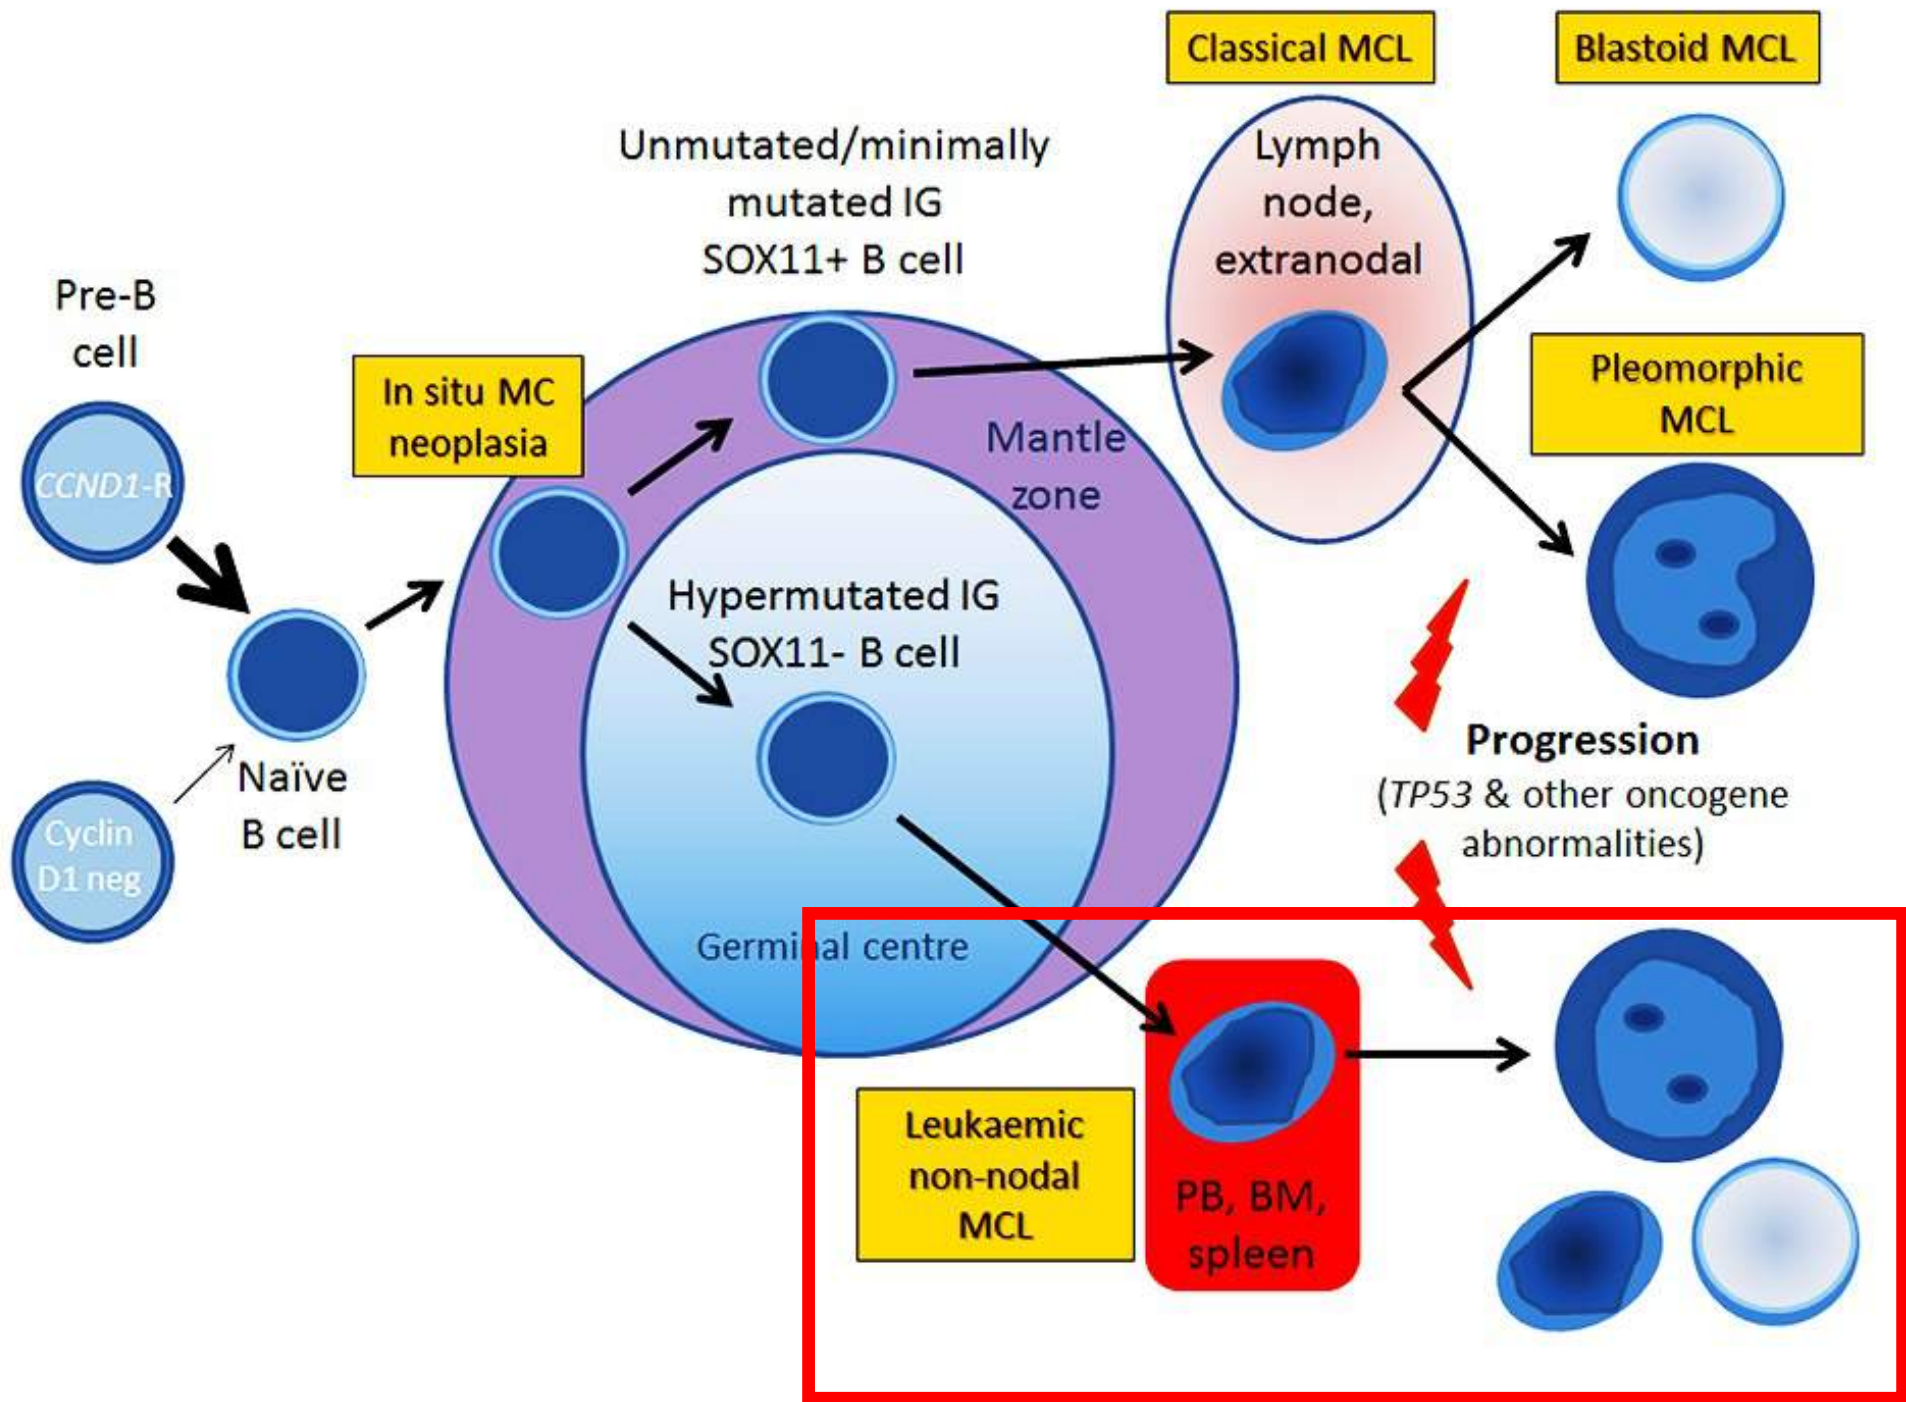 Classical MCL
Blastoid MCL
Unmutated/minimally
mutated IG
SOX11+ B cell
Lymph
node,
extranodal
Pre-B
cell
In situ MC
neoplasia
Pleomorphic
MCL
Mantle
zone
CCND1-R
Hypermutated IG
SOX11- B cell
Naïve
B cell
Cyclin
D1 neg
Progression
(TP53 & other oncogene
abnormalities)
Germinal centre
Leukaemic
non-nodal
MCL
PB, BM,
spleen